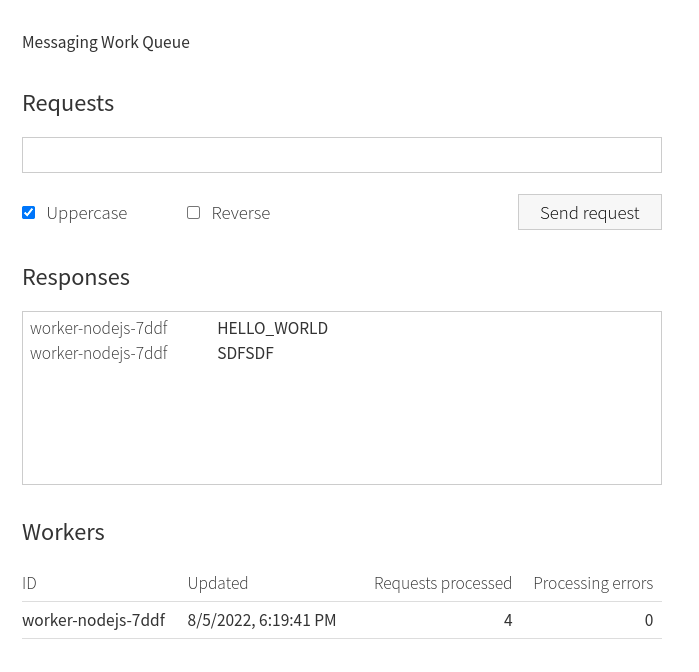 Messaging Work Queue
Requests
Uppercase Reverse Send request
Responses
worker-nodejs-7ddf HELLO_WORLD
worker-nodejs-7ddf SDFSDF
Workers
ID Updated Requests processed Processing errors
worker-nodejs-7ddf 8/5/2022, 6:19:41 PM 4 0